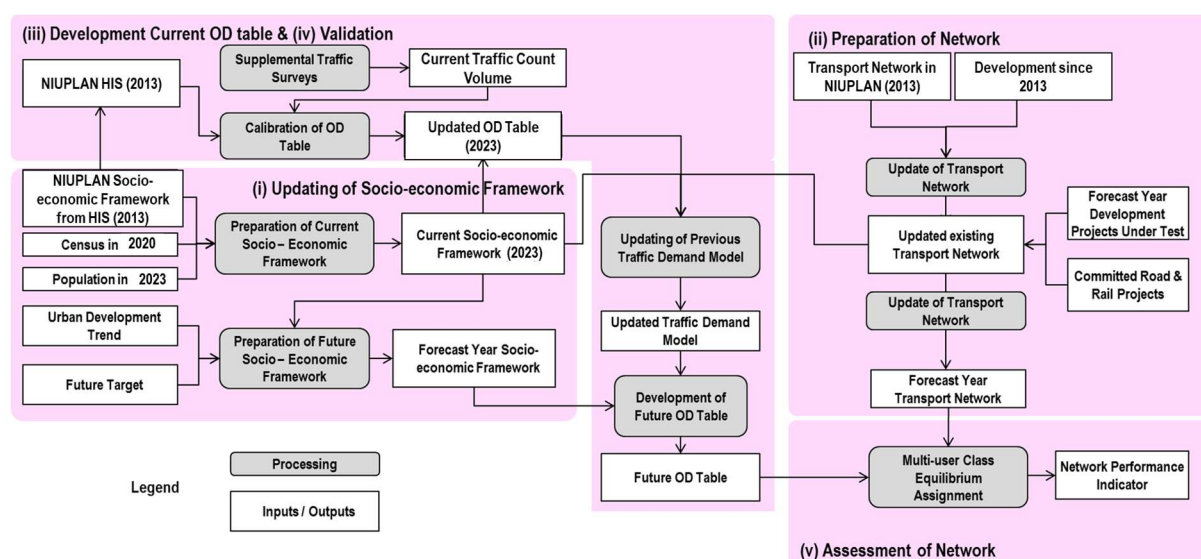 (iii) Development Current OD table & (iv) Validation
NIUPLAN HIS (2013)
Supplemental Traffic
Surveys
Current Traffic Count
Volume
Calibration of OD
Table
Updated OD Table
(2023)
(i) Updating of Socio-economic Framework
NIUPLAN Socio-
economic Framework
from HIS (2013)
Census in 2020
Population in 2023
Preparation of Current
Socio – Economic
Framework
Current Socio-economic
Framework (2023)
Urban Development
Trend
Future Target
Preparation of Future
Socio – Economic
Framework
Forecast Year Socio-
economic Framework
Updating of Previous
Traffic Demand Model
Updated Traffic Demand
Model
Development of
Future OD Table
Future OD Table
(ii) Preparation of Network
Transport Network in
NIUPLAN (2013)
Development since
2013
Update of Transport
Network
Updated existing
Transport Network
Forecast Year
Development
Projects Under Test
Committed Road &
Rail Projects
Update of Transport
Network
Forecast Year
Transport Network
Multi-user Class
Equilibrium
Assignment
Network Performance
Indicator
(v) Assessment of Network
Legend
Processing
Inputs / Outputs